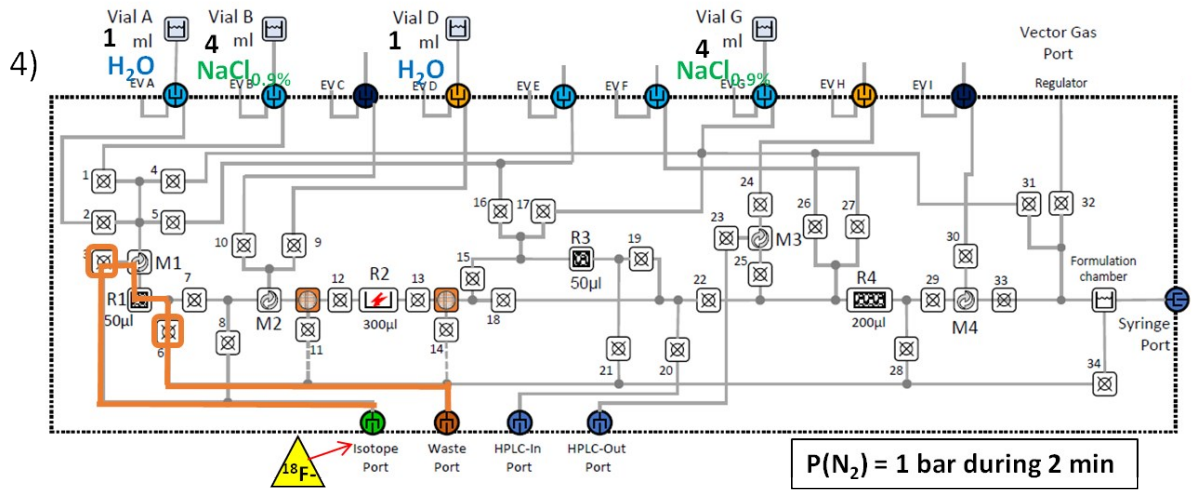 4)
Vial A
1 ml
H2O
Vial B
4 ml
NaCl0.9%
Vial D
1 ml
H2O
Vial G
4 ml
NaCl0.9%
Vector Gas
Port
Regulator
EV A
EV B
EV C
EV D
EV E
EV F
EV G
EV H
EV I
1
4
2
5
3
M1
R1
50µl
6
7
8
10
9
M2
11
12
R2
300µl
13
14
15
16
17
18
R3
50µl
19
21
20
22
23
24
M3
25
26
27
R4
200µl
28
29
30
M4
33
31
32
Formulation
chamber
34
Syringe
Port
18F-
Isotope
Port
Waste
Port
HPLC-In
Port
HPLC-Out
Port
P(N2) = 1 bar during 2 min